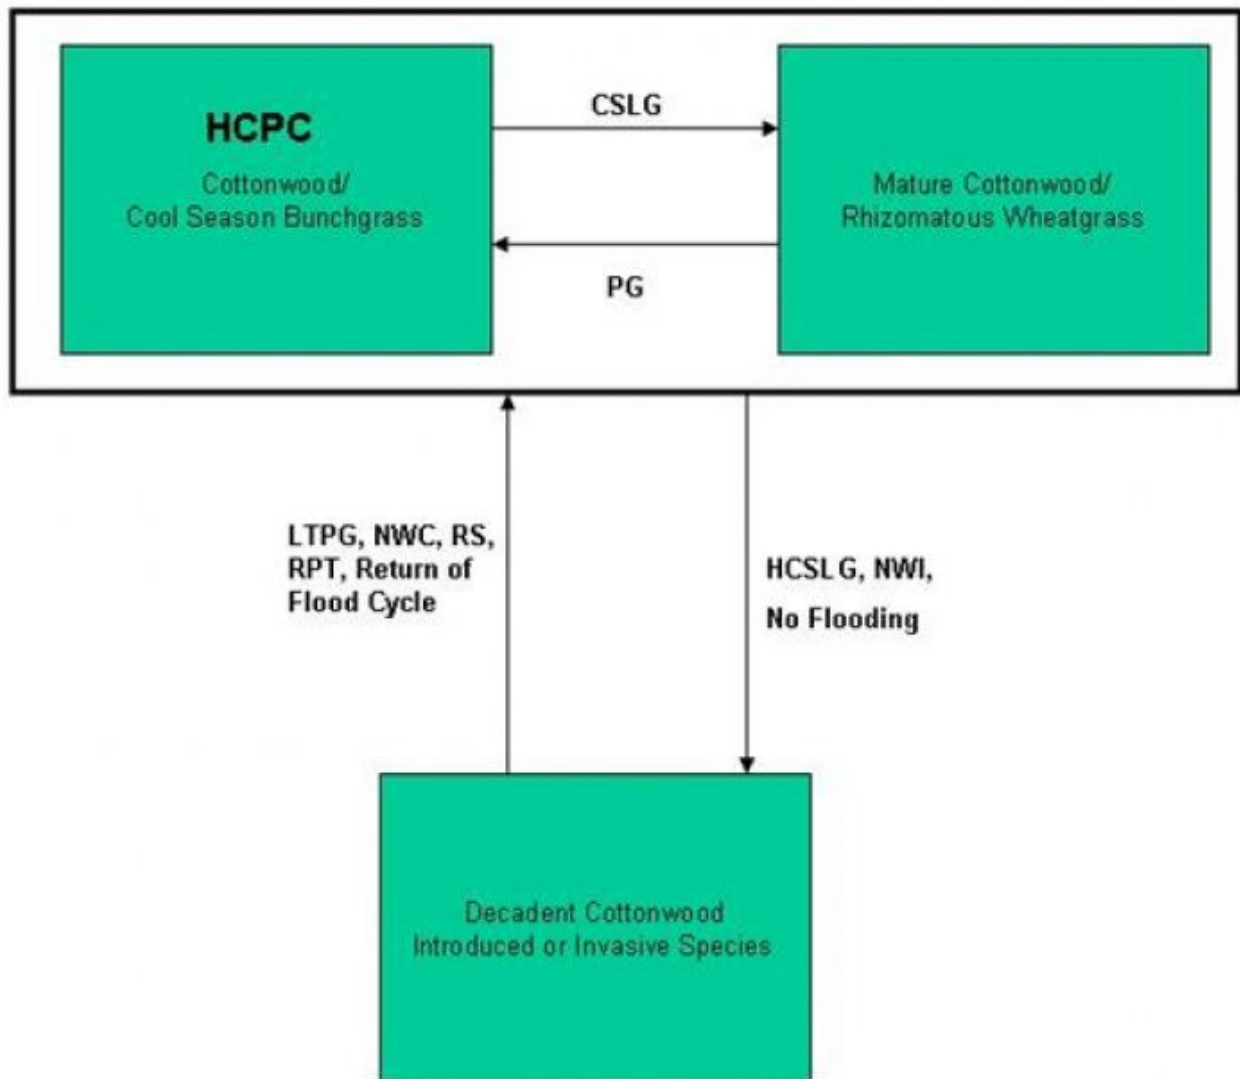 HCPC
Cottonwood/
Cool Season Bunchgrass
CSLG
PG
Mature Cottonwood/
Rhizomatous Wheatgrass
LTPG, NWC, RS,
RPT, Return of
Flood Cycle
HCSLG, NWI,
No Flooding
Decadent Cottonwood
Introduced or Invasive Species